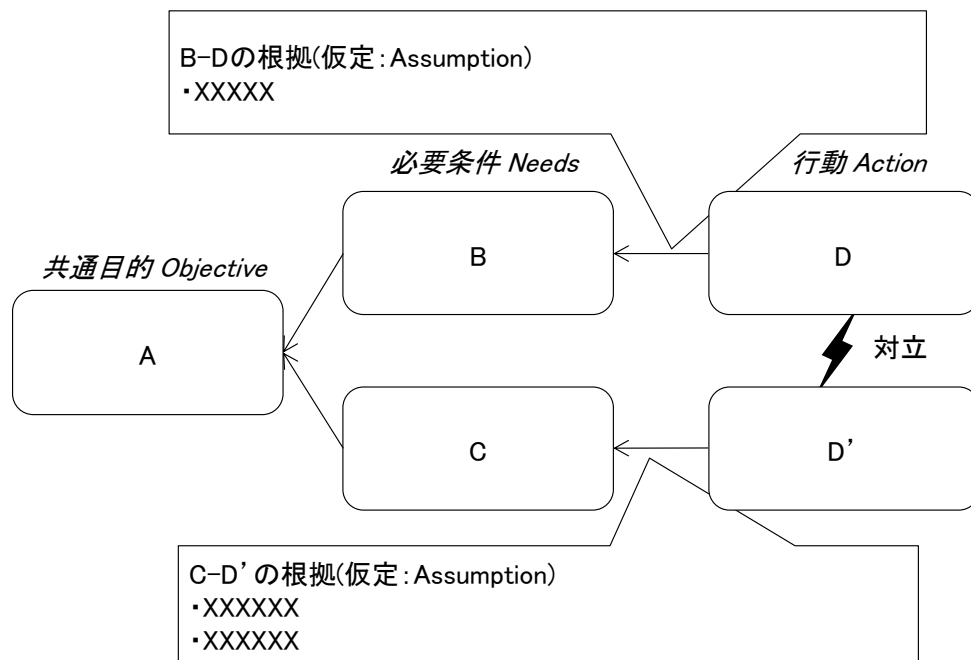 B-Dの根拠(仮定:Assumption)
・XXXXX
必要条件 Needs
行動 Action
共通目的 Objective
B
D
A
対立
C
D’
C-D’の根拠(仮定:Assumption)
・XXXXXX
・XXXXXX